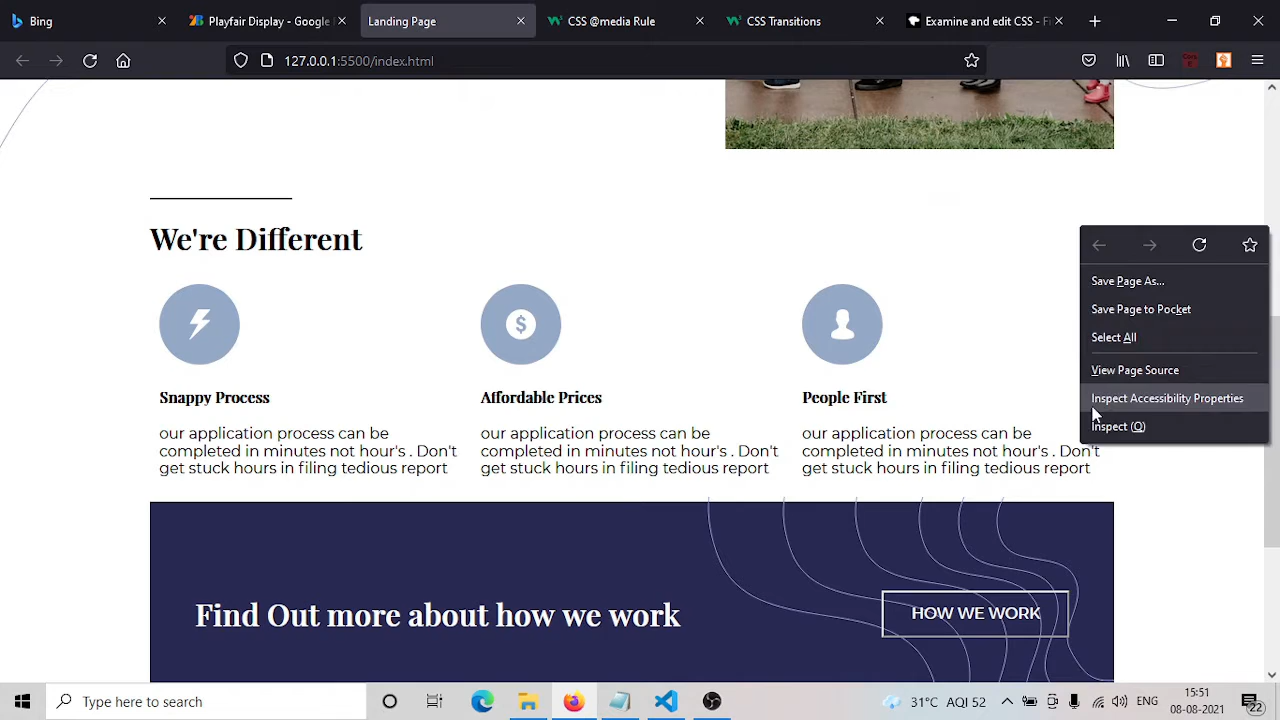 Bing
Playfair Display - Google
Landing Page
CSS @media Rule
CSS Transitions
Examine and edit CSS - Fi
127.0.0.1:5500/index.html
We're Different
Save Page As...
Save Page to Pocket
Select All
View Page Source
Inspect Accessibility Properties
Inspect (Q)
Snappy Process
our application process can be
completed in minutes not hour's . Don't
get stuck hours in filing tedious report
Affordable Prices
our application process can be
completed in minutes not hour's . Don't
get stuck hours in filing tedious report
People First
our application process can be
completed in minutes not hour's . Don't
get stuck hours in filing tedious report
Find Out more about how we work
HOW WE WORK
Type here to search
31°C AQI 52
ENG
15:51
08-08-2021
22